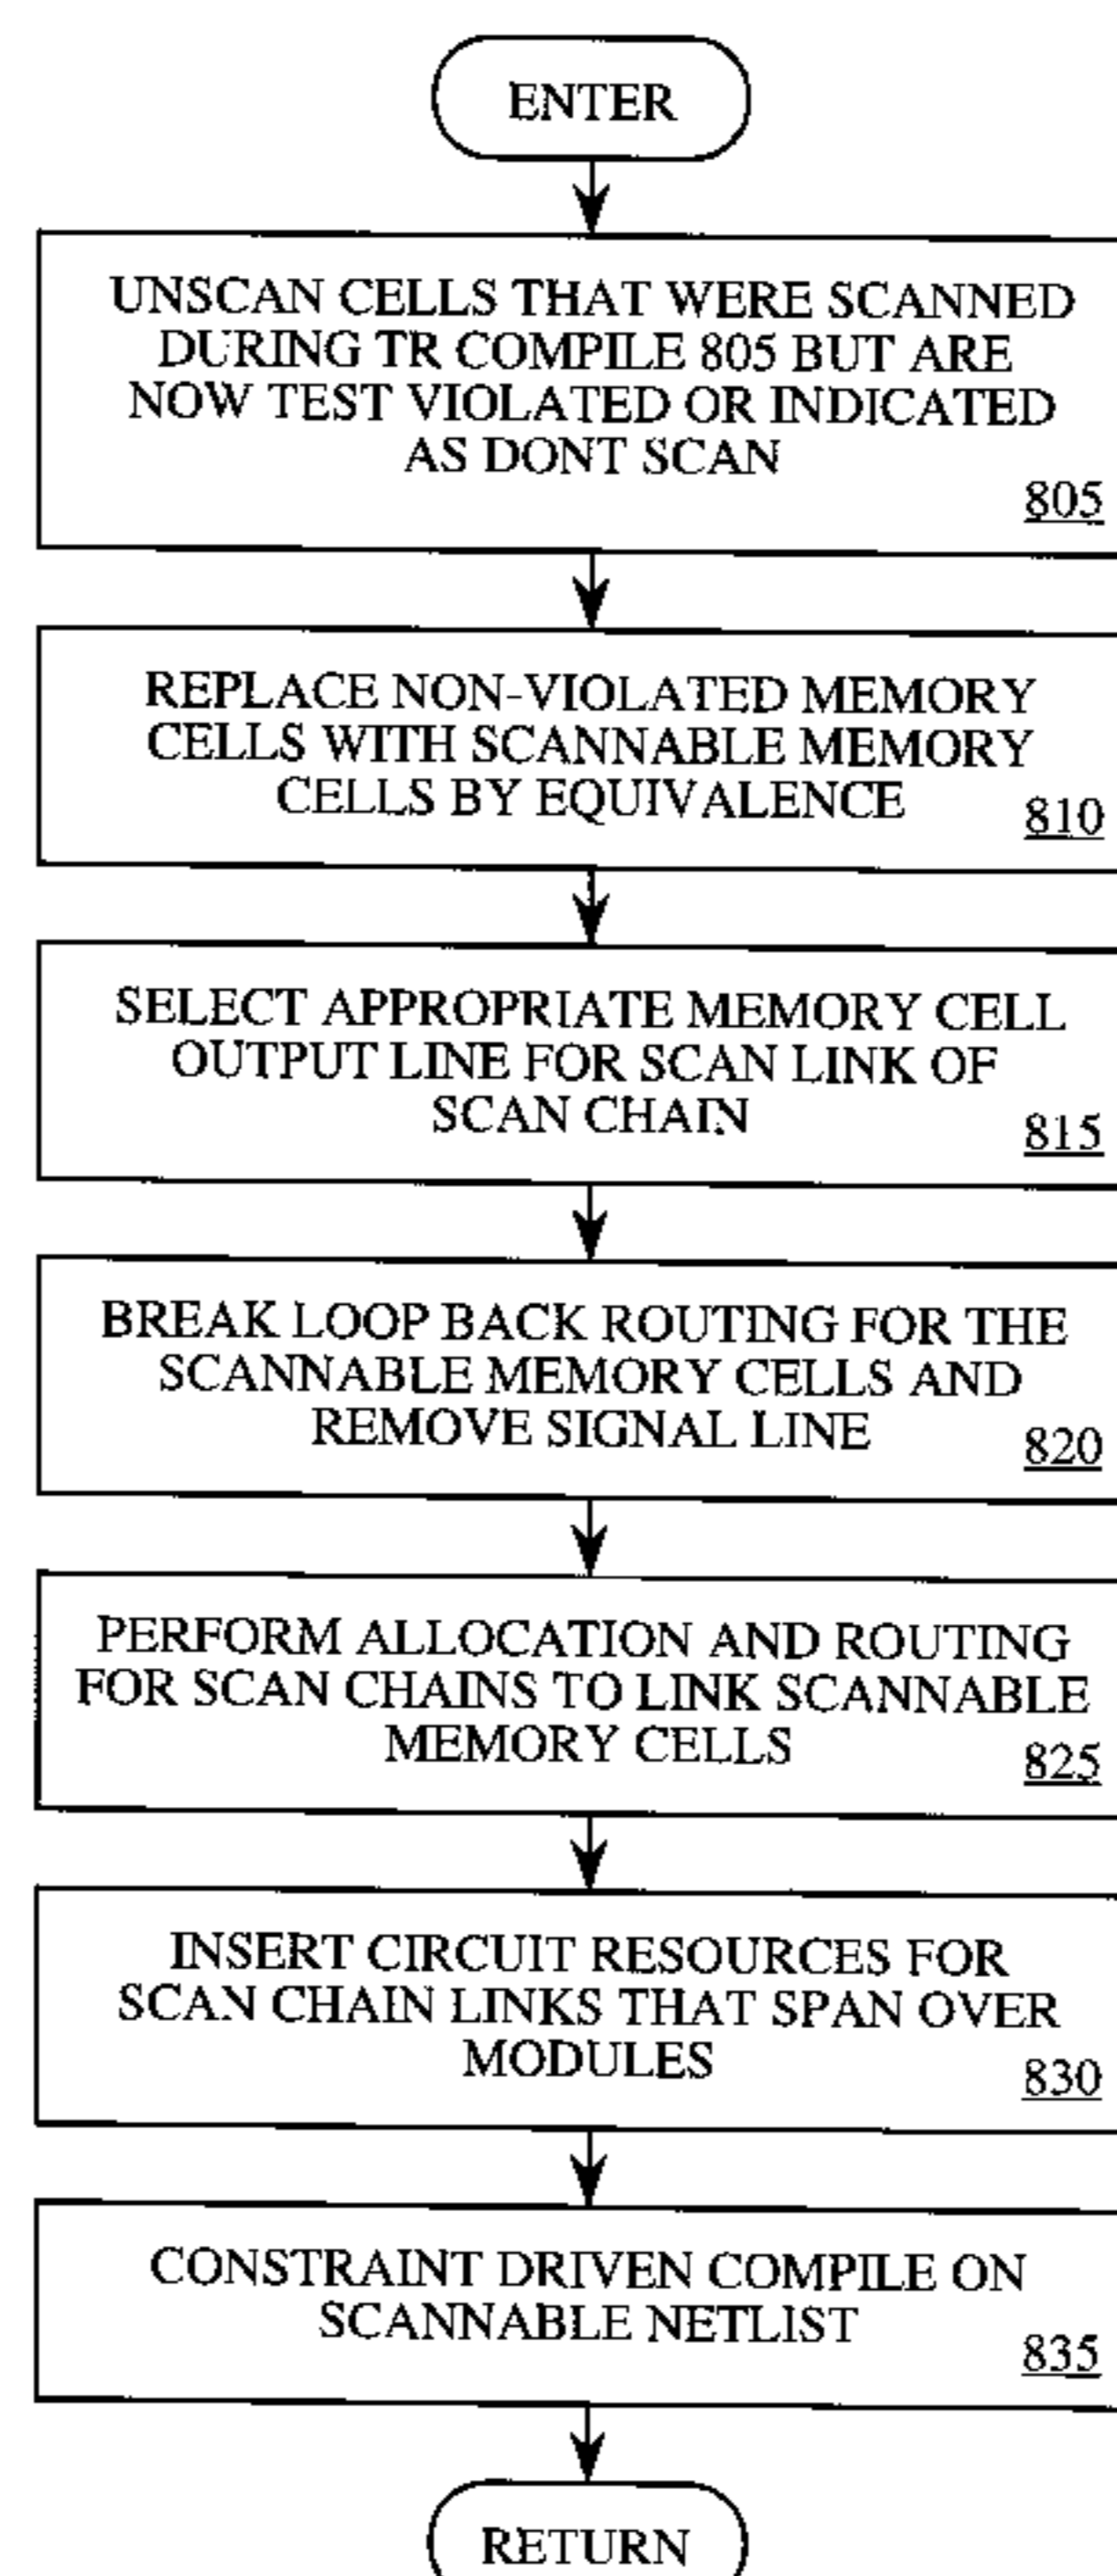 ENTER
UNSCAN CELLS THAT WERE SCANNED
DURING TR COMPILE 805 BUT ARE
NOW TEST VIOLATED OR INDICATED
AS DONT SCAN
805
REPLACE NON-VIOLATED MEMORY
CELLS WITH SCANNABLE MEMORY
CELLS BY EQUIVALENCE
810
SELECT APPROPRIATE MEMORY CELL
OUTPUT LINE FOR SCAN LINK OF
SCAN CHAIN
815
BREAK LOOP BACK ROUTING FOR THE
SCANNABLE MEMORY CELLS AND
REMOVE SIGNAL LINE
820
PERFORM ALLOCATION AND ROUTING
FOR SCAN CHAINS TO LINK SCANNABLE
MEMORY CELLS
825
INSERT CIRCUIT RESOURCES FOR
SCAN CHAIN LINKS THAT SPAN OVER
MODULES
830
CONSTRAINT DRIVEN COMPILE ON
SCANNABLE NETLIST
835
RETURN